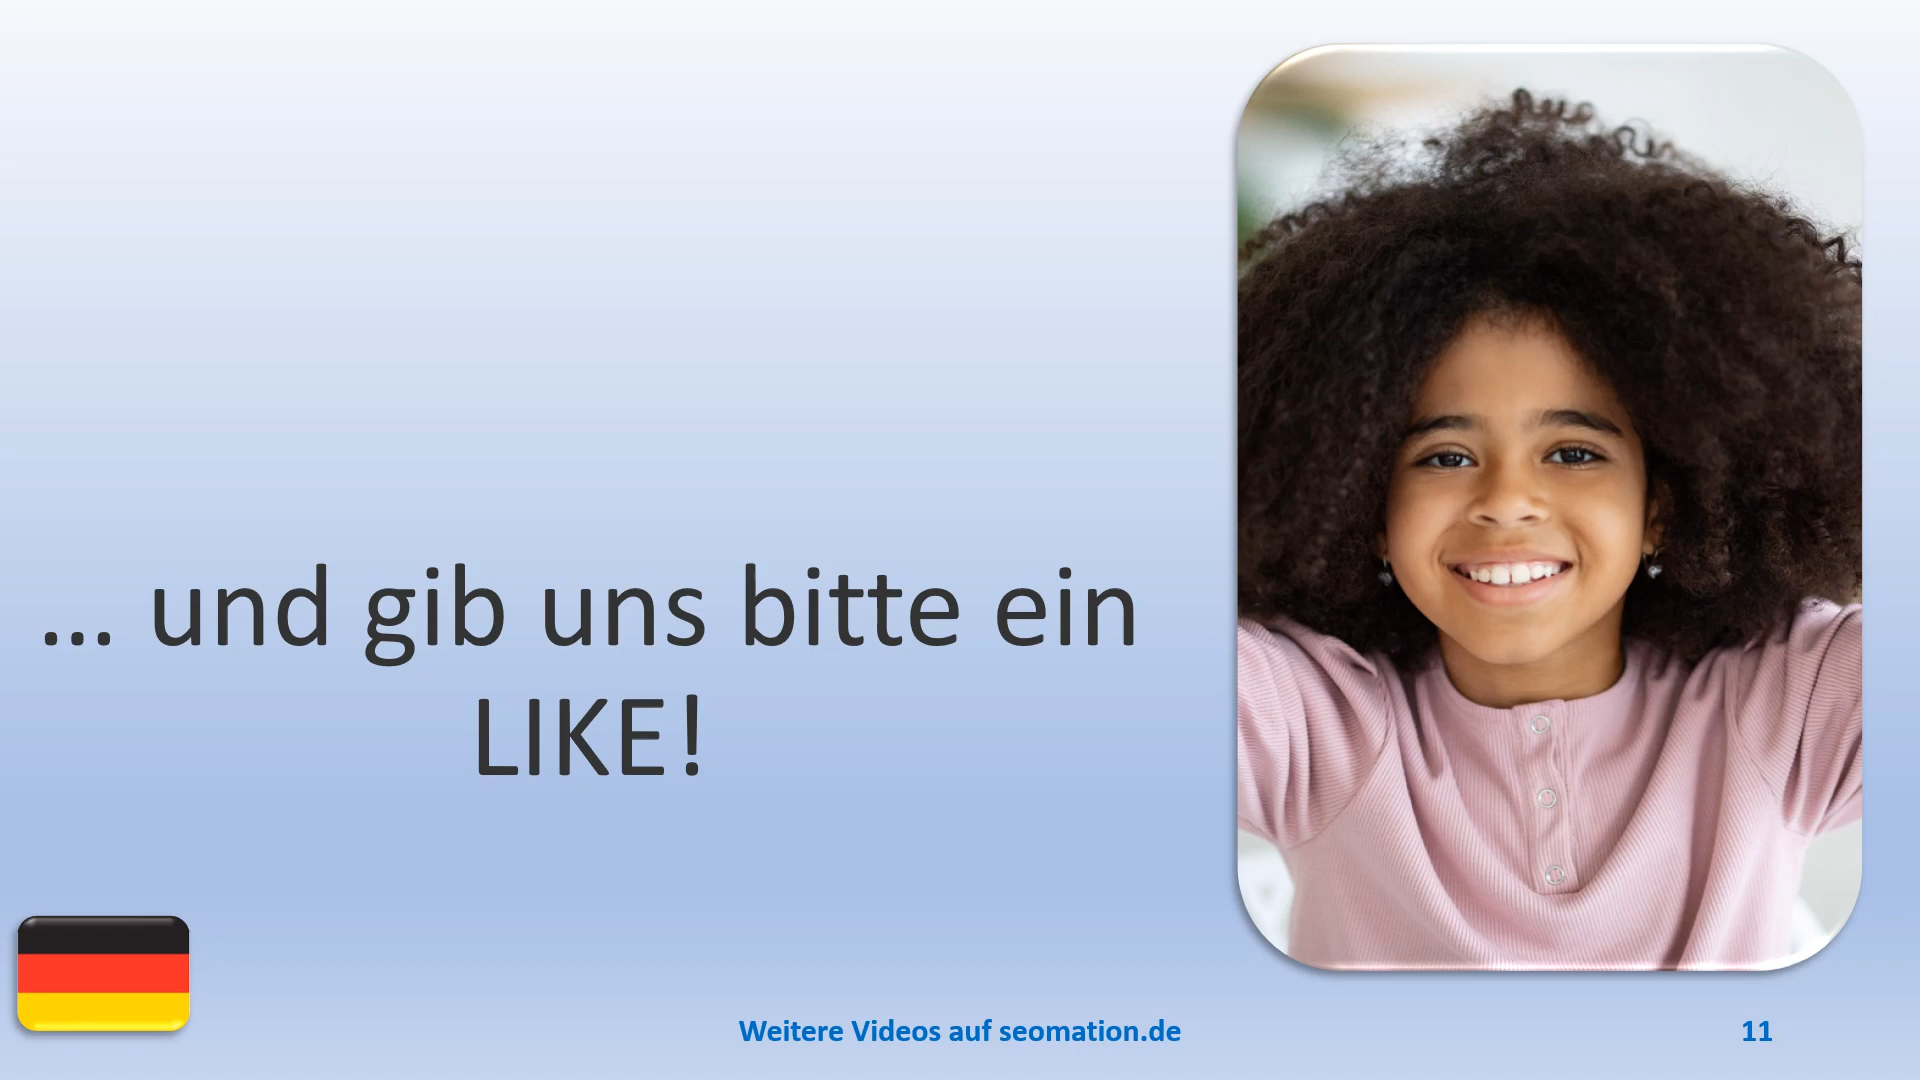 ... und gib uns bitte ein
LIKE!
Weitere Videos auf seomation.de
11